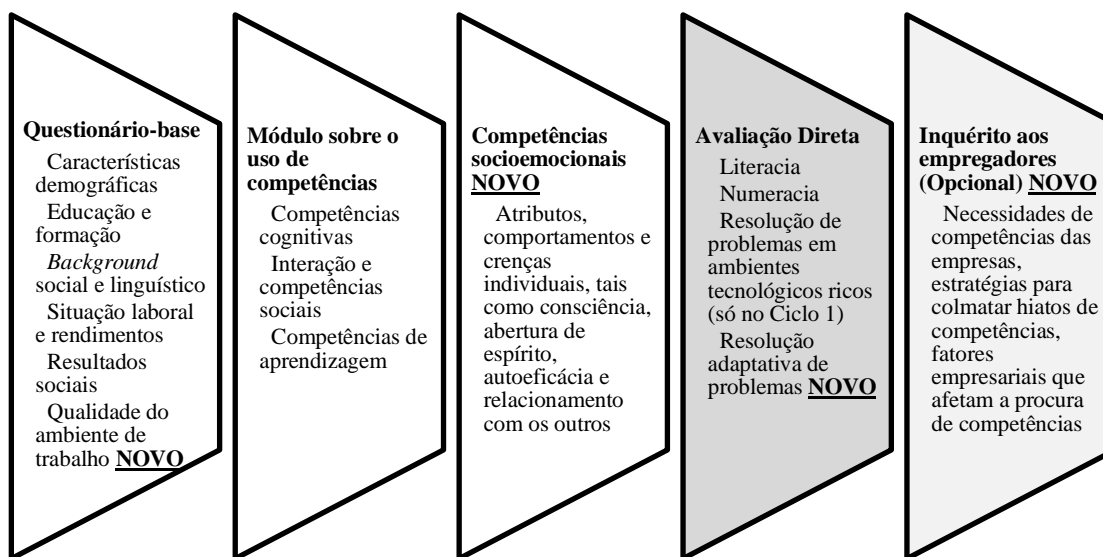 Questionário-base
Características
demográficas
Educação e
formação
Background
social e linguístico
Situação laboral
e rendimentos
Resultados
sociais
Qualidade do
ambiente de
trabalho NOVO
Módulo sobre o
uso de
competências
Competências
cognitivas
Interação e
competências
sociais
Competências de
aprendizagem
Competências
socioemocionais
NOVO
Atributos,
comportamentos e
crenças
individuais, tais
como consciência,
abertura de
espírito,
autoeficácia e
relacionamento
com os outros
Avaliação Direta
Literacia
Numeracia
Resolução de
problemas em
ambientes
tecnológicos ricos
(só no Ciclo 1)
Resolução
adaptativa de
problemas NOVO
Inquérito aos
empregadores
(Opcional) NOVO
Necessidades de
competências das
empresas,
estratégias para
colmatar hiatos de
competências,
fatores
empresariais que
afetam a procura
de competências